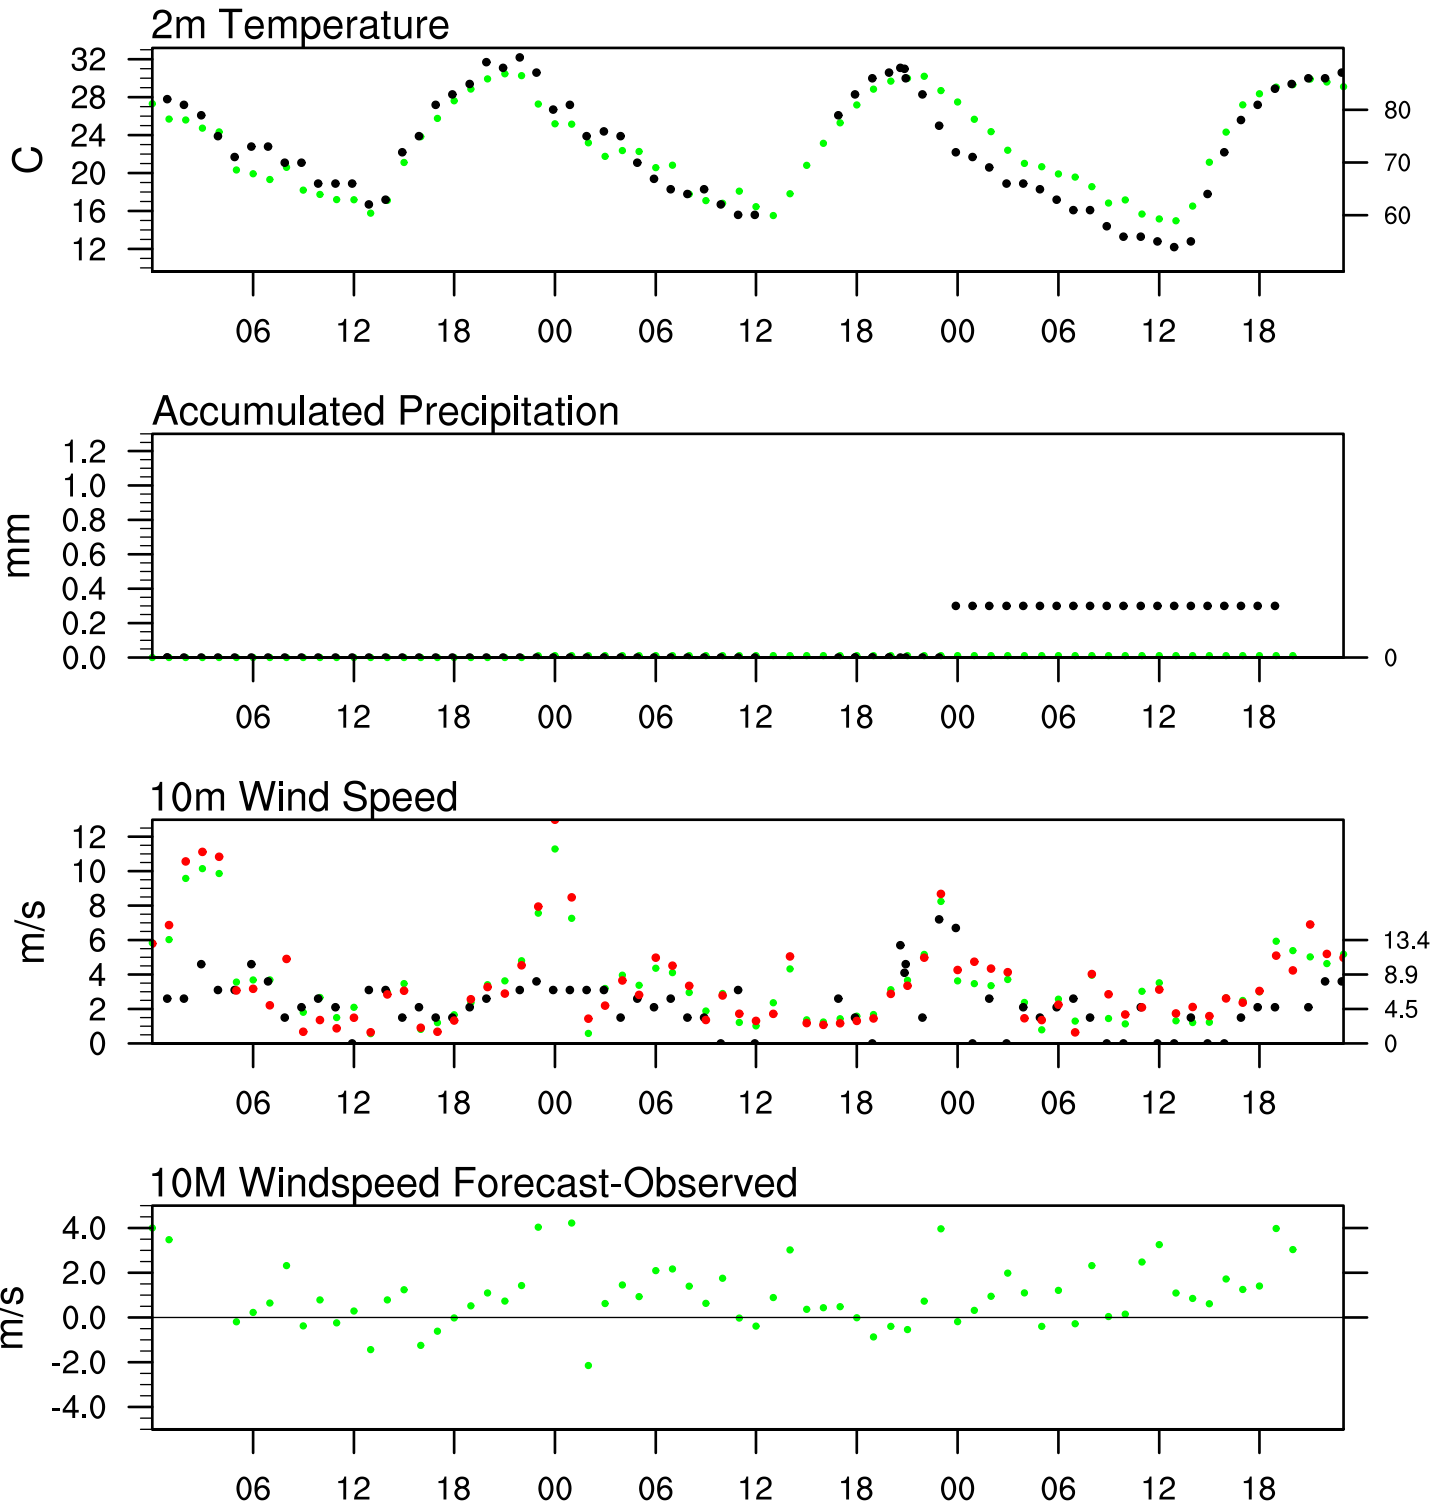 2m Temperature
32
28
24
20
16
12
C
80
70
60
06 12 18 00 06 12 18 00 06 12 18
Accumulated Precipitation
1.2
1.0
0.8
0.6
0.4
0.2
0.0
mm
0
06 12 18 00 06 12 18 00 06 12 18
10m Wind Speed
12
10
8
6
4
2
0
m/s
13.4
8.9
4.5
0
06 12 18 00 06 12 18 00 06 12 18
10M Windspeed Forecast-Observed
4.0
2.0
0.0
-2.0
-4.0
m/s
06 12 18 00 06 12 18 00 06 12 18